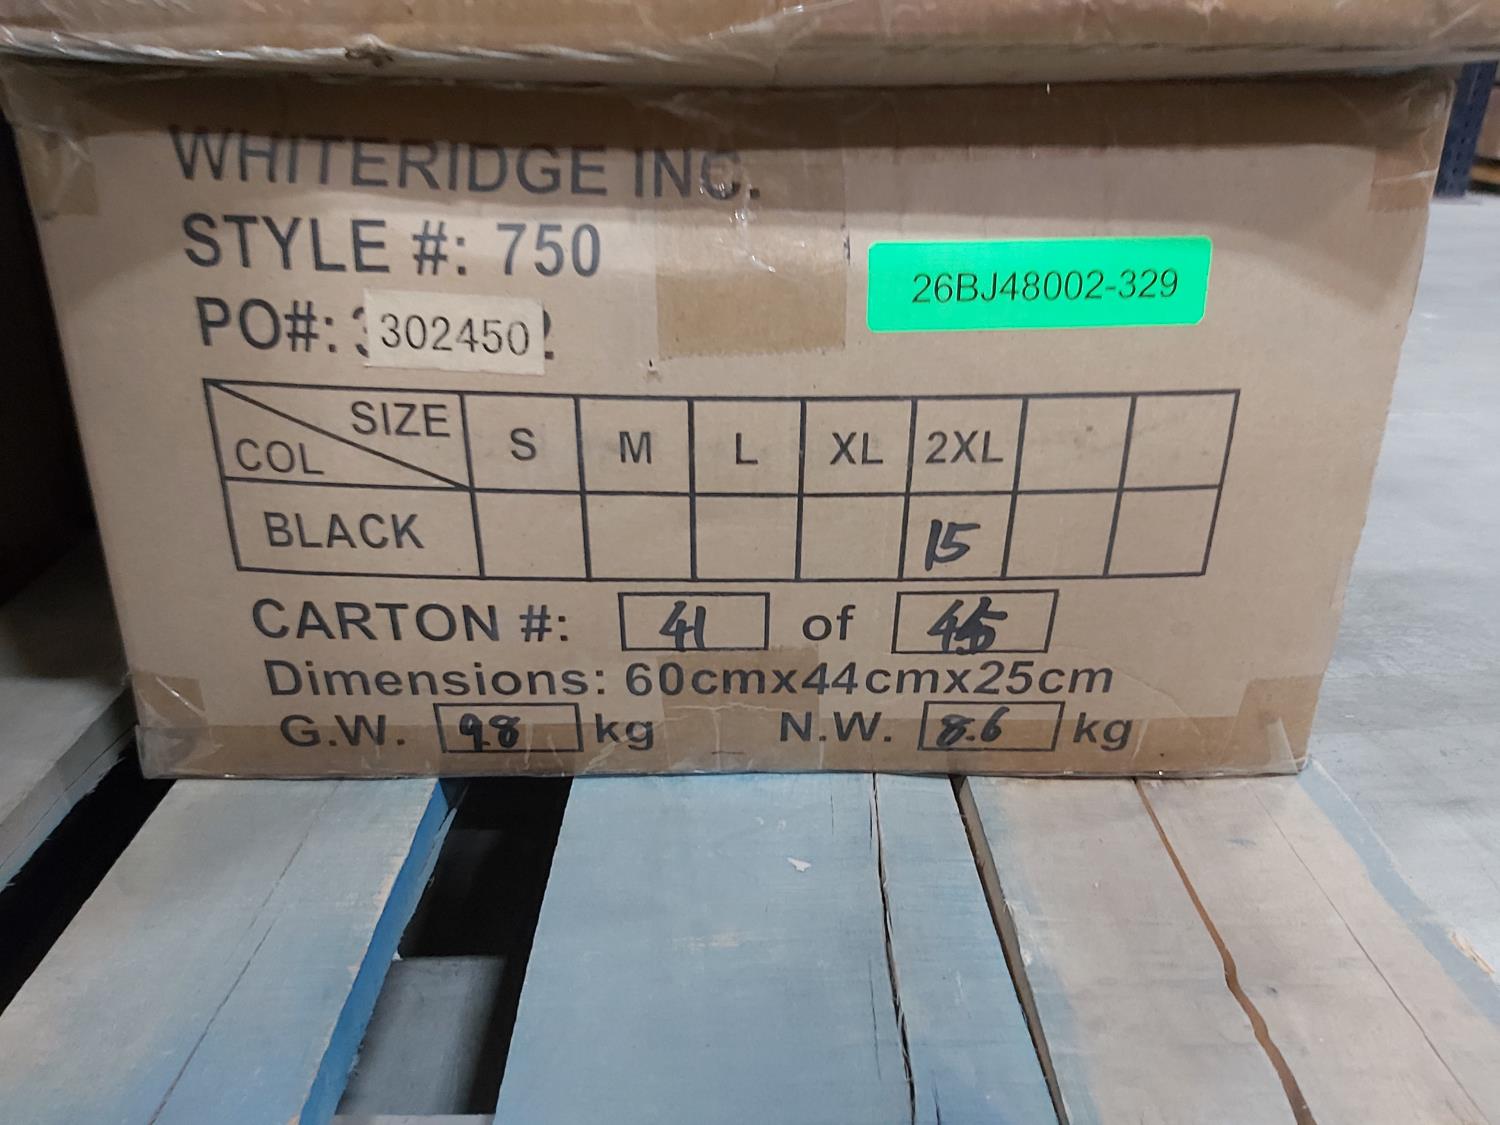 WHITERIDGE INC.
STYLE #: 750
26BJ48002-329
PO#: 302450
SIZE S M L XL 2XL
COL
BLACK 15
CARTON #: 41 of 45
Dimensions: 60cmx44cmx25cm
G.W. 9.8 kg N.W. 8.6 kg